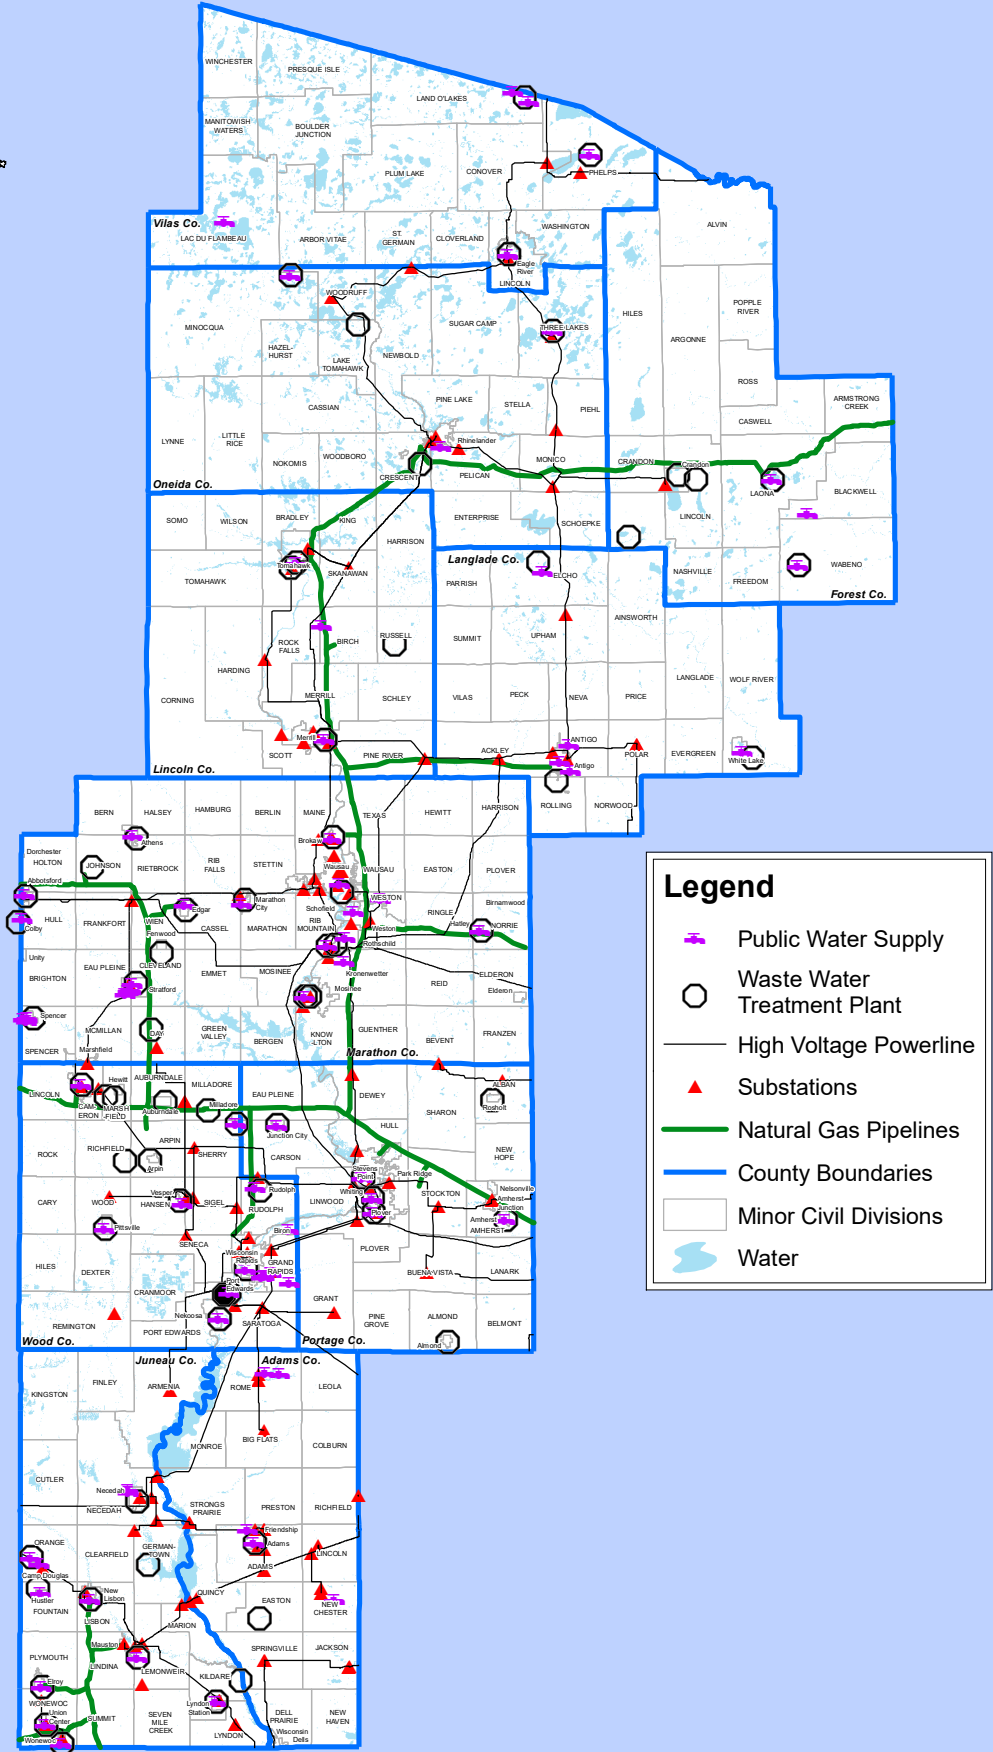 WINCHESTER
PRESQUE ISLE
LAND O'LAKES
MANITOWISH
WATERS
BOULDER
JUNCTION
PLUM LAKE
CONOVER
PHELPS
Vilas Co.
LAC DU FLAMBEAU
ARBOR VITAE
ST.
GERMAIN
CLOVERLAND
WASHINGTON
ALVIN
Eagle
River
LINCOLN
WOODRUFF
MINOCQUA
SUGAR CAMP
THREE LAKES
HILES
POPPLE
RIVER
ARGONNE
HAZEL-
HURST
LAKE
TOMAHAWK
NEWBOLD
ROSS
CASSIAN
PINE LAKE
STELLA
PIEHL
ARMSTRONG
CREEK
CASWELL
LYNNE
LITTLE
RICE
Rhinelander
NOKOMIS
WOODBORO
CRESCENT
PELICAN
MONICO
CRANDON
Crandon
LAONA
BLACKWELL
Oneida Co.
SOMO
WILSON
BRADLEY
KING
HARRISON
ENTERPRISE
SCHOEPKE
LINCOLN
Langlade Co.
Tomahawk
SKANAWAN
TOMAHAWK
PARRISH
ELCHO
NASHVILLE
FREEDOM
WABENO
Forest Co.
AINSWORTH
ROCK
FALLS
BIRCH
RUSSELL
SUMMIT
UPHAM
HARDING
CORNING
MERRILL
SCHLEY
VILAS
PECK
NEVA
PRICE
LANGLADE
WOLF RIVER
Merrill
SCOTT
PINE RIVER
ACKLEY
ANTIGO
Antigo
POLAR
EVERGREEN
White Lake
Lincoln Co.
ROLLING
NORWOOD
BERN
HALSEY
HAMBURG
BERLIN
MAINE
TEXAS
HEWITT
HARRISON
Athens
Brokaw
Dorchester
HOLTON
JOHNSON
RIETBROCK
RIB
FALLS
STETTIN
Wausau
WAUSAU
EASTON
PLOVER
Abbotsford
Colby
HULL
FRANKFORT
WIEN
Edgar
Marathon
City
CASSEL
MARATHON
Schofield
RIB
MOUNTAIN
WESTON
Weston
Rothschild
RINGLE
Birnamwood
Hatley
NORRIE
Fenwood
CLEVELAND
Unity
BRIGHTON
EAU PLEINE
Stratford
EMMET
MOSINEE
Kronenwetter
Mosinee
REID
ELDERON
Elderon
Spencer
SPENCER
MCMILLAN
Marshfield
DAY
GREEN
VALLEY
BERGEN
KNOW
-LTON
GUENTHER
BEVENT
FRANZEN
Marathon Co.
LINCOLN
CAM-
ERON
Hewitt
MARSH
-FIELD
AUBURNDALE
Auburndale
MILLADORE
Milladore
EAU PLEINE
DEWEY
SHARON
ALBAN
Rosholt
Junction City
ROCK
RICHFIELD
ARPIN
Arpin
SHERRY
CARSON
HULL
NEW
HOPE
Stevens
Point
Park Ridge
CARY
WOOD
Vesper
HANSEN
SIGEL
Rudolph
RUDOLPH
LINWOOD
Whiting
Plover
STOCKTON
Nelsonville
Amherst
Junction
Amherst
AMHERST
Pittsville
SENECA
Biron
Wisconsin
Rapids
GRAND
RAPIDS
PLOVER
BUENA VISTA
LANARK
HILES
DEXTER
CRANMOOR
Port
Edwards
Nekoosa
REMINGTON
PORT EDWARDS
SARATOGA
GRANT
PINE
GROVE
ALMOND
Almond
BELMONT
Wood Co.
Portage Co.
Juneau Co.
Adams Co.
KINGSTON
FINLEY
ARMENIA
ROME
LEOLA
MONROE
BIG FLATS
COLBURN
CUTLER
Necedah
NECEDAH
STRONGS
PRAIRIE
PRESTON
RICHFIELD
Friendship
Adams
ORANGE
CLEARFIELD
GERMAN-
TOWN
ADAMS
LINCOLN
Camp Douglas
Hustler
FOUNTAIN
New
Lisbon
LISBON
QUINCY
EASTON
NEW
CHESTER
MARION
Mauston
PLYMOUTH
LINDINA
LEMONWEIR
KILDARE
SPRINGVILLE
JACKSON
Elroy
WONEWOC
Union
Center
SUMMIT
SEVEN
MILE
CREEK
Lyndon
Station
LYNDON
DELL
PRAIRIE
NEW
HAVEN
Wisconsin
Dells
Wonewoc
Legend
Public Water Supply
Waste Water
Treatment Plant
High Voltage Powerline
Substations
Natural Gas Pipelines
County Boundaries
Minor Civil Divisions
Water